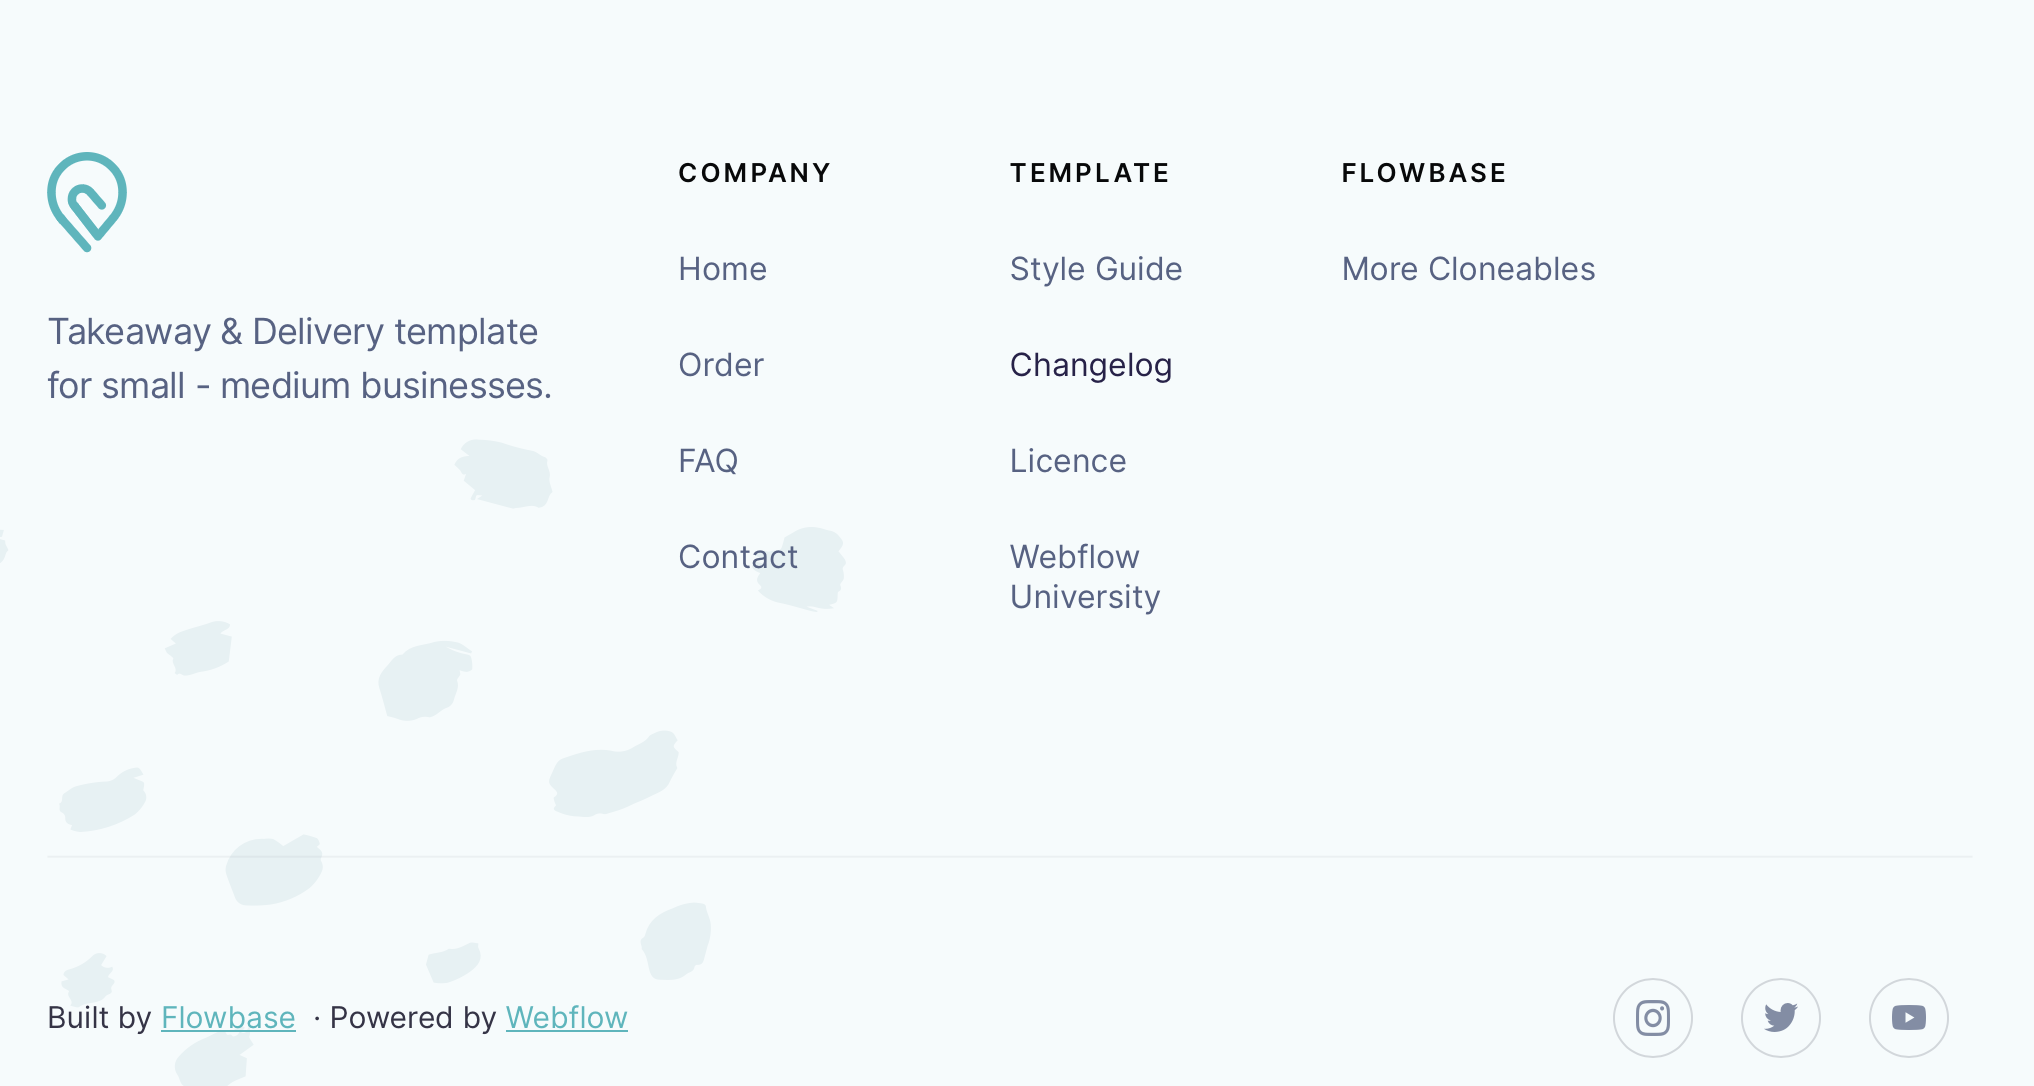 Takeaway & Delivery template
for small - medium businesses.
COMPANY
Home
Order
FAQ
Contact
TEMPLATE
Style Guide
Changelog
Licence
Webflow
University
FLOWBASE
More Cloneables
Built by Flowbase · Powered by Webflow